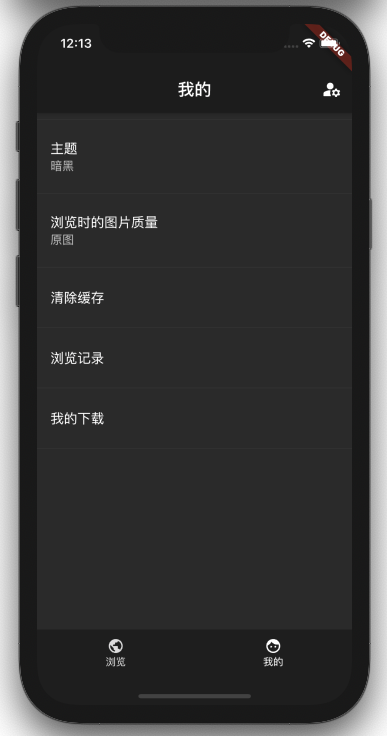 12:13
DEBUG
我的
主题
暗黑
浏览时的图片质量
原图
清除缓存
浏览记录
我的下载
浏览
我的